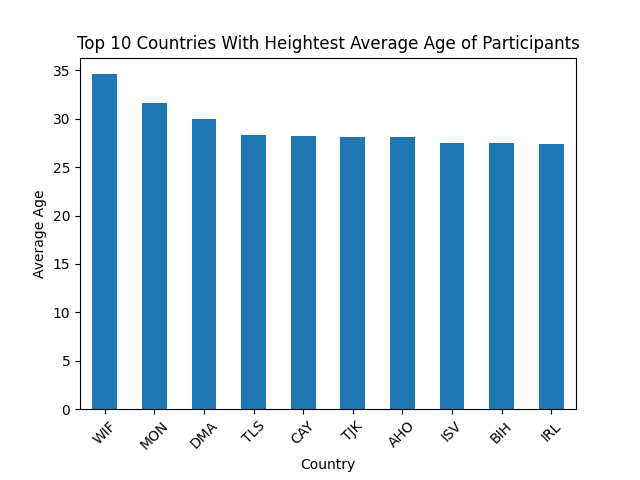 Top 10 Countries With Heightest Average Age of Participants
35
30
25
20
15
10
5
0
Average Age
WIF MON DMA TLS CAY TJK AHO ISV BIH IRL
Country